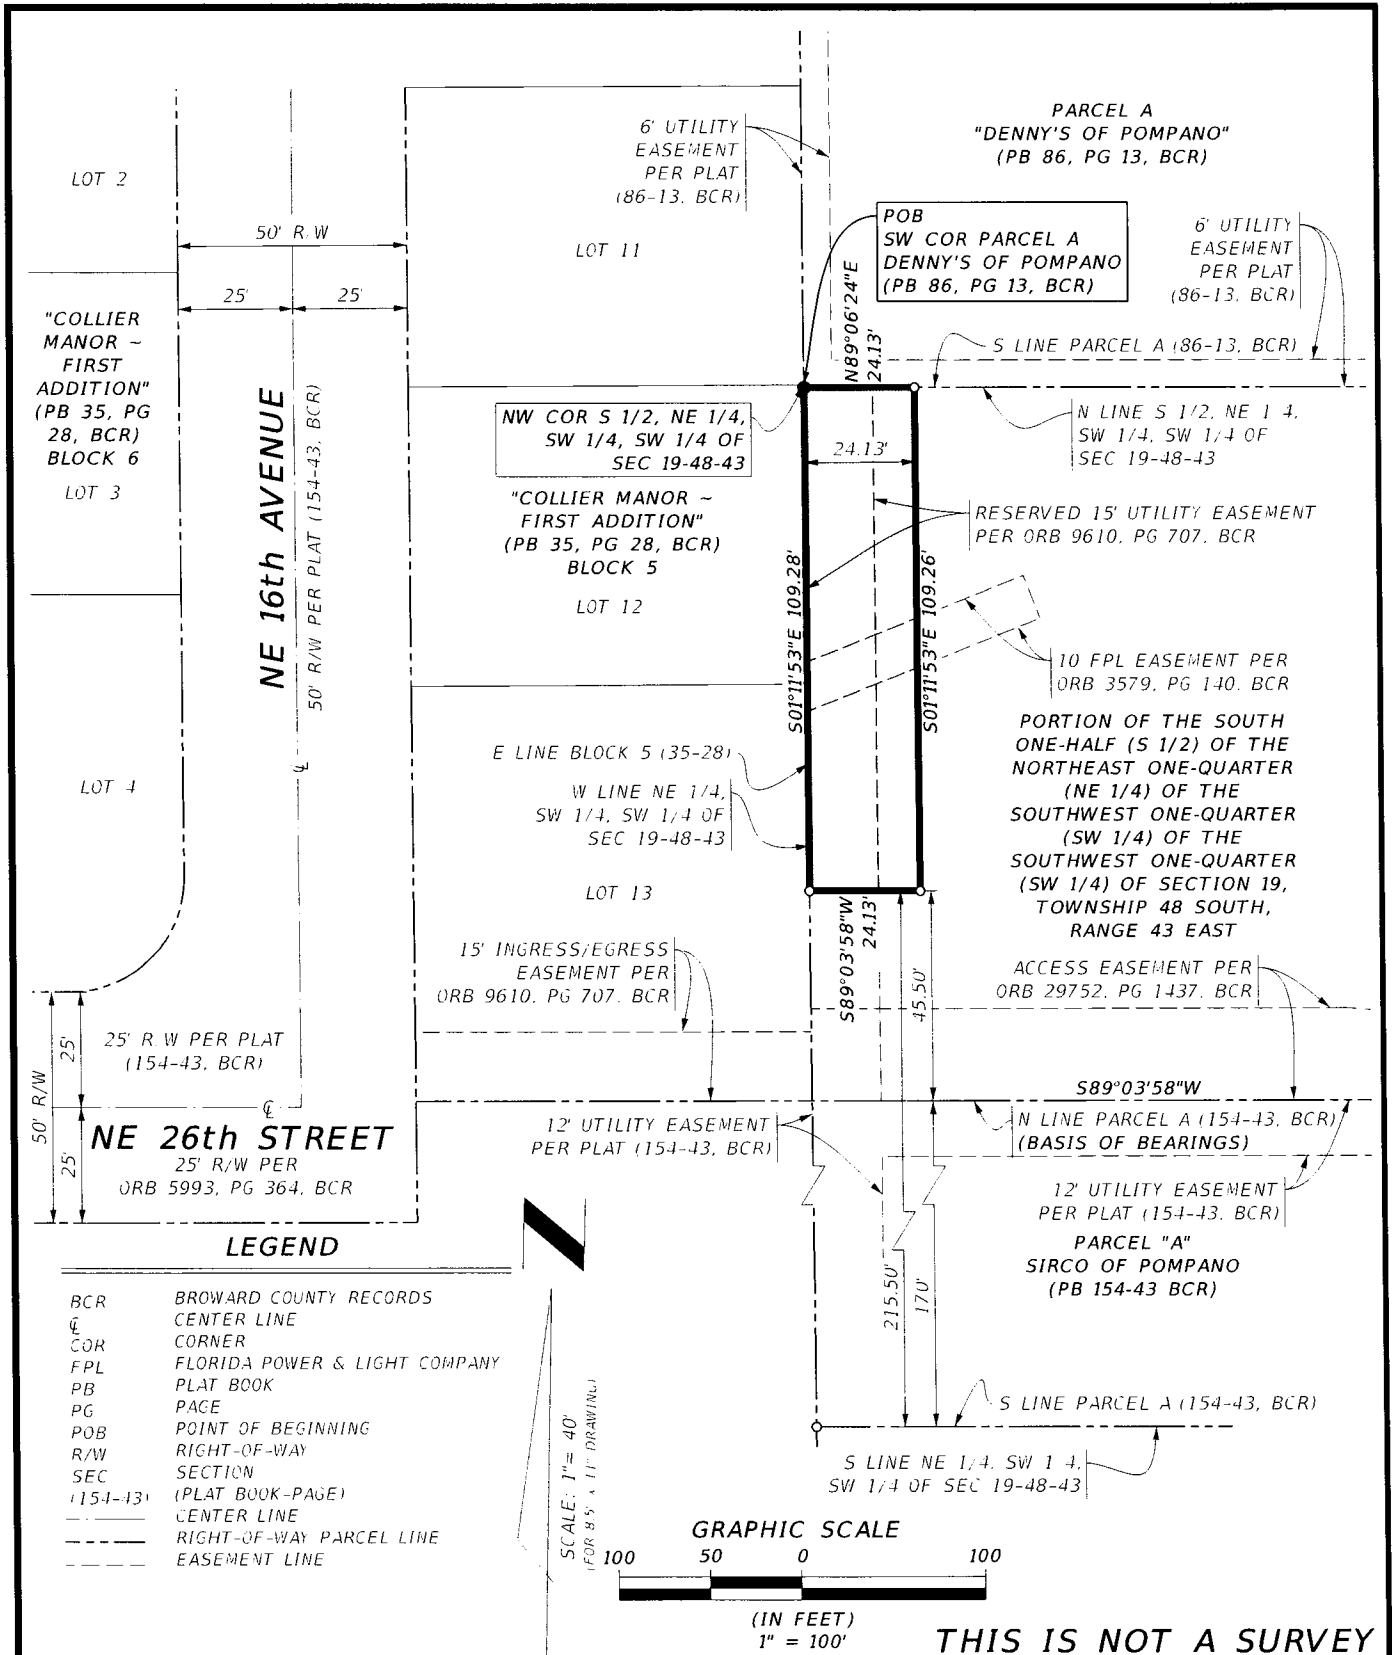 PARCEL A
"DENNY'S OF POMPANO"
(PB 86, PG 13, BCR)
6' UTILITY
EASEMENT
PER PLAT
(86-13, BCR)
LOT 2
50' R/W
LOT 11
POB
SW COR PARCEL A
DENNY'S OF POMPANO
(PB 86, PG 13, BCR)
6' UTILITY
EASEMENT
PER PLAT
(86-13, BCR)
25'
25'
"COLLIER
MANOR ~
FIRST
ADDITION"
(PB 35, PG
28, BCR)
BLOCK 6
LOT 3
N89°06'24"E
24.13'
S LINE PARCEL A (86-13, BCR)
NW COR S 1/2, NE 1/4,
SW 1/4, SW 1/4 OF
SEC 19-48-43
N LINE S 1/2, NE 1 4,
SW 1/4, SW 1/4 OF
SEC 19-48-43
24.13'
NE 16th AVENUE
50' R/W PER PLAT (154-43, BCR)
"COLLIER MANOR ~
FIRST ADDITION"
(PB 35, PG 28, BCR)
BLOCK 5
LOT 12
RESERVED 15' UTILITY EASEMENT
PER ORB 9610, PG 707, BCR
S01°11'53"E 109.28'
S01°11'53"E 109.26'
10 FPL EASEMENT PER
ORB 3579, PG 140. BCR
PORTION OF THE SOUTH
ONE-HALF (S 1/2) OF THE
NORTHEAST ONE-QUARTER
(NE 1/4) OF THE
SOUTHWEST ONE-QUARTER
(SW 1/4) OF THE
SOUTHWEST ONE-QUARTER
(SW 1/4) OF SECTION 19,
TOWNSHIP 48 SOUTH,
RANGE 43 EAST
E LINE BLOCK 5 (35-28)
W LINE NE 1/4,
SW 1/4, SW 1/4 OF
SEC 19-48-43
LOT 4
℄
LOT 13
S89°03'58"W
24.13'
15' INGRESS/EGRESS
EASEMENT PER
ORB 9610, PG 707. BCR
45.50'
ACCESS EASEMENT PER
ORB 29752, PG 1437, BCR
50' R/W
25'
25'
25' R W PER PLAT
(154-43, BCR)
℄
NE 26th STREET
25' R/W PER
ORB 5993, PG 364, BCR
S89°03'58"W
N LINE PARCEL A (154-43, BCR)
(BASIS OF BEARINGS)
12' UTILITY EASEMENT
PER PLAT (154-43, BCR)
12' UTILITY EASEMENT
PER PLAT (154-43, BCR)
PARCEL "A"
SIRCO OF POMPANO
(PB 154-43 BCR)
215.50'
170'
S LINE PARCEL A (154-43, BCR)
S LINE NE 1/4, SW 1 4,
SW 1/4 OF SEC 19-48-43
LEGEND
BCR BROWARD COUNTY RECORDS
℄ CENTER LINE
COR CORNER
FPL FLORIDA POWER & LIGHT COMPANY
PB PLAT BOOK
PG PAGE
POB POINT OF BEGINNING
R/W RIGHT-OF-WAY
SEC SECTION
(154-43) (PLAT BOOK-PAGE)
CENTER LINE
RIGHT-OF-WAY PARCEL LINE
EASEMENT LINE
N
SCALE: 1"= 40'
(FOR 8.5" x 11" DRAWING)
GRAPHIC SCALE
100 50 0 100
(IN FEET)
1" = 100'
THIS IS NOT A SURVEY